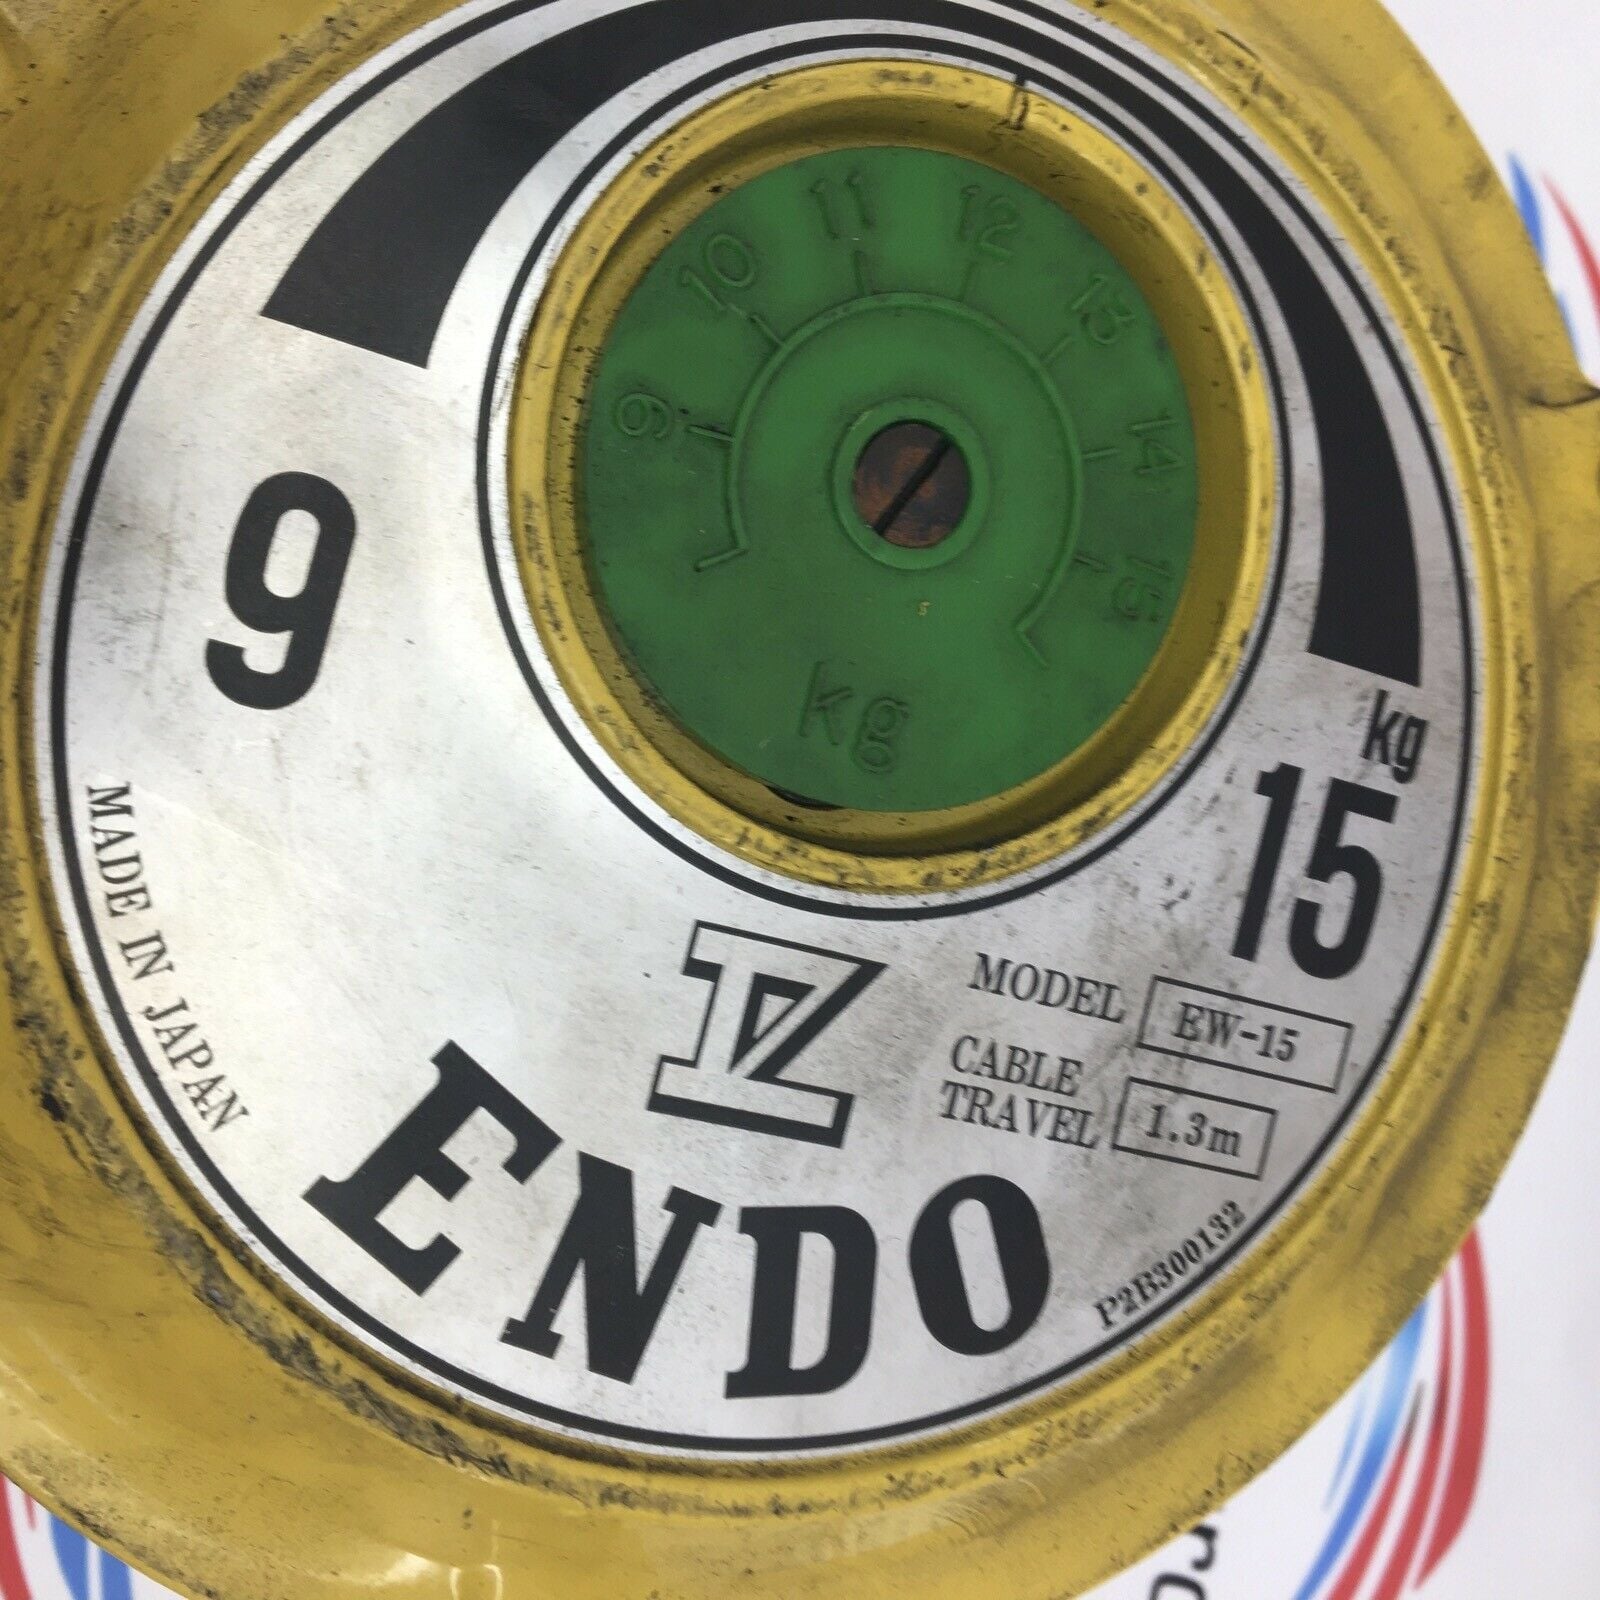 9
10
11
12
13
14
15
kg
9
kg
15
MODEL EW-15
CABLE
TRAVEL 1.3m
ENDO
MADE IN JAPAN
P2B300132